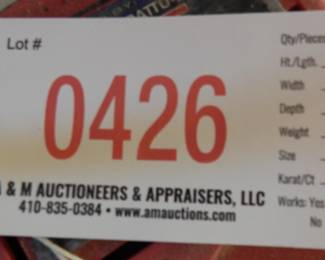 Lot #
0426
& M AUCTIONEERS & APPRAISERS, LLC
410-835-0384 • www.amauctions.com
Qty/Pieces
Ht./Lgth.
Width
Depth
Weight
Size
Karat/Ct
Works: Yes
No